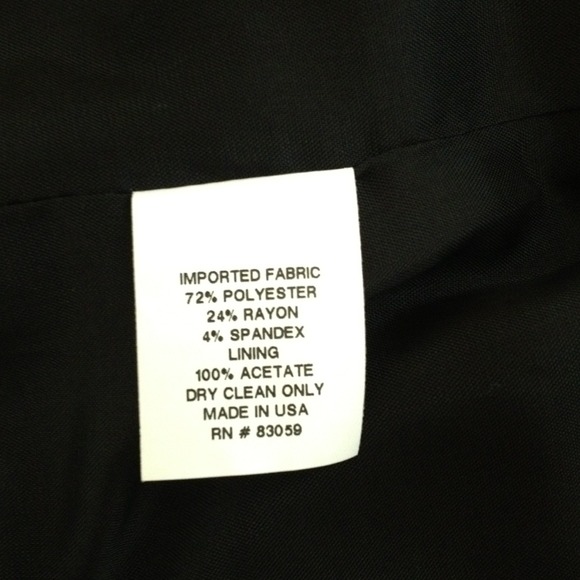 IMPORTED FABRIC
72% POLYESTER
24% RAYON
4% SPANDEX
LINING
100% ACETATE
DRY CLEAN ONLY
MADE IN USA
RN # 83059